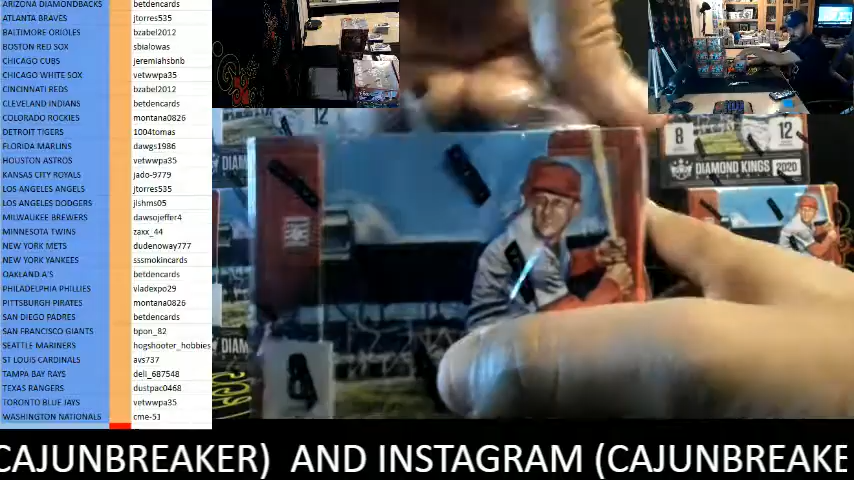 ARIZONA DIAMONDBACKS betdencards
ATLANTA BRAVES jtorres535
BALTIMORE ORIOLES bzabel2012
BOSTON RED SOX sbialowas
CHICAGO CUBS jeremiahsbnb
CHICAGO WHITE SOX vetwwpa35
CINCINNATI REDS bzabel2012
CLEVELAND INDIANS betdencards
COLORADO ROCKIES montana0826
DETROIT TIGERS 1004tomas
FLORIDA MARLINS dawgs1986
HOUSTON ASTROS vetwwpa35
KANSAS CITY ROYALS jado-9779
LOS ANGELES ANGELS jtorres535
LOS ANGELES DODGERS jlshms05
MILWAUKEE BREWERS dawsojeffer4
MINNESOTA TWINS zaxx_44
NEW YORK METS dudenoway777
NEW YORK YANKEES sssmokincards
OAKLAND A'S betdencards
PHILADELPHIA PHILLIES vladexpo29
PITTSBURGH PIRATES montana0826
SAN DIEGO PADRES betdencards
SAN FRANCISCO GIANTS bpon_82
SEATTLE MARINERS hogshooter_hobbies
ST LOUIS CARDINALS avs737
TAMPA BAY RAYS deli_687548
TEXAS RANGERS dustpac0468
TORONTO BLUE JAYS vetwwpa35
WASHINGTON NATIONALS cme-51
12
8
12
DIAMOND KINGS 2020
DIAM
DIAM
8
CAJUNBREAKER) AND INSTAGRAM (CAJUNBREAKE